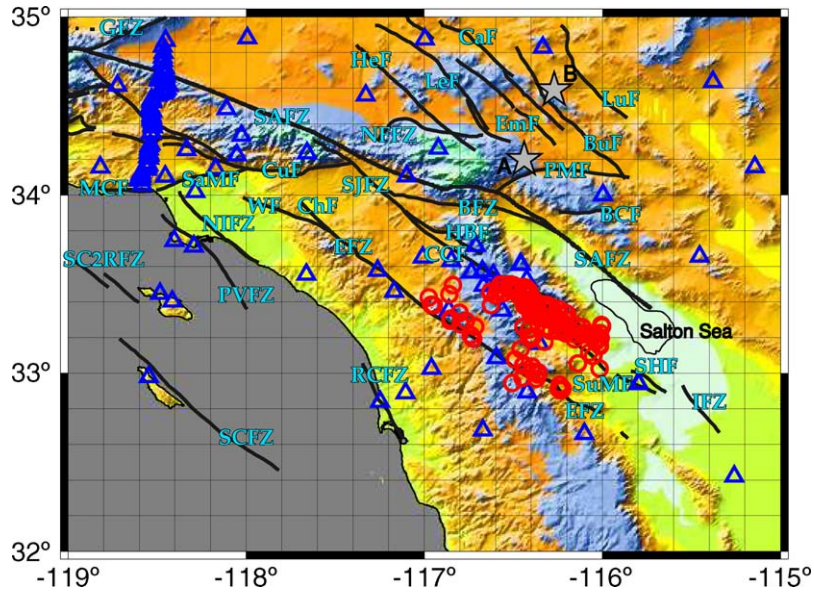 35°
GFZ
CaF
HeF
B
LeF
LuF
SAFZ
EmF
NFFZ
BuF
A
PMF
CuF
SaMF
MCF
34°
SJFZ
BFZ
WF
ChF
BCF
NIFZ
HBF
EFZ
CCF
SAFZ
SC2RFZ
PVFZ
Salton Sea
33°
RCFZ
SHF
SuMF
IFZ
EFZ
SCFZ
32°
-119°
-118°
-117°
-116°
-115°